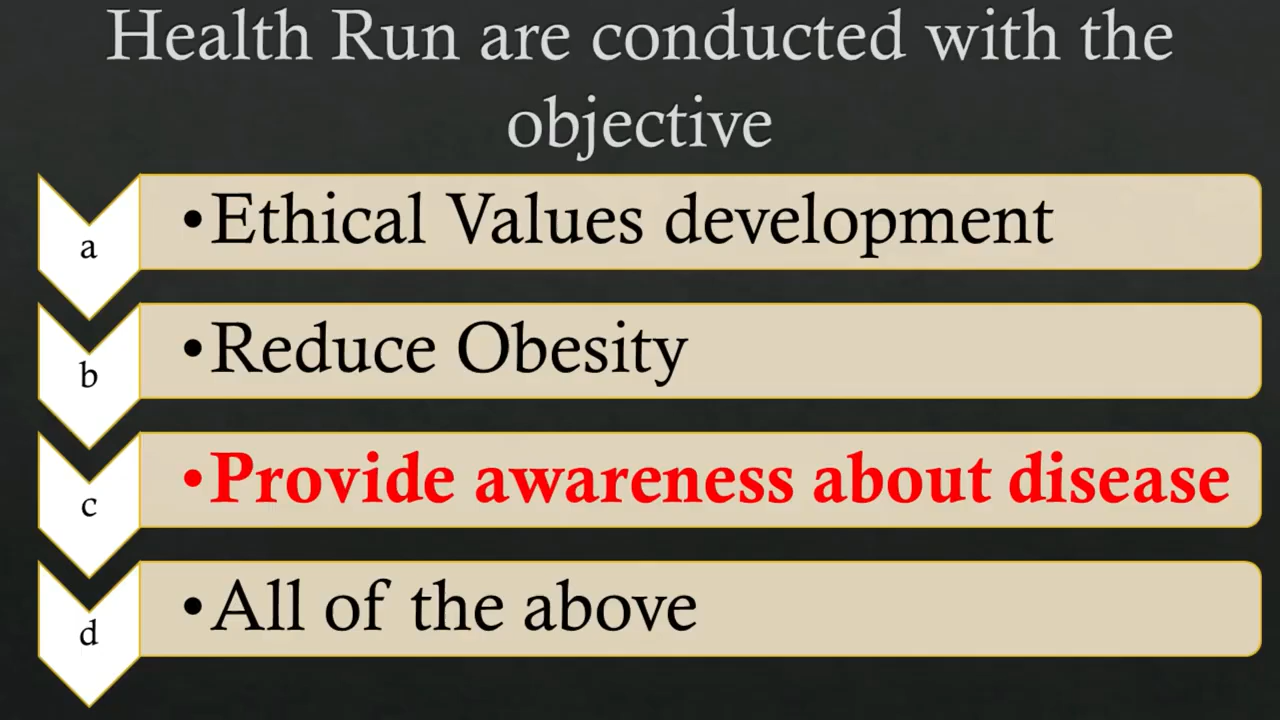 Health Run are conducted with the
objective
a
•Ethical Values development
b
•Reduce Obesity
c
•Provide awareness about disease
d
•All of the above